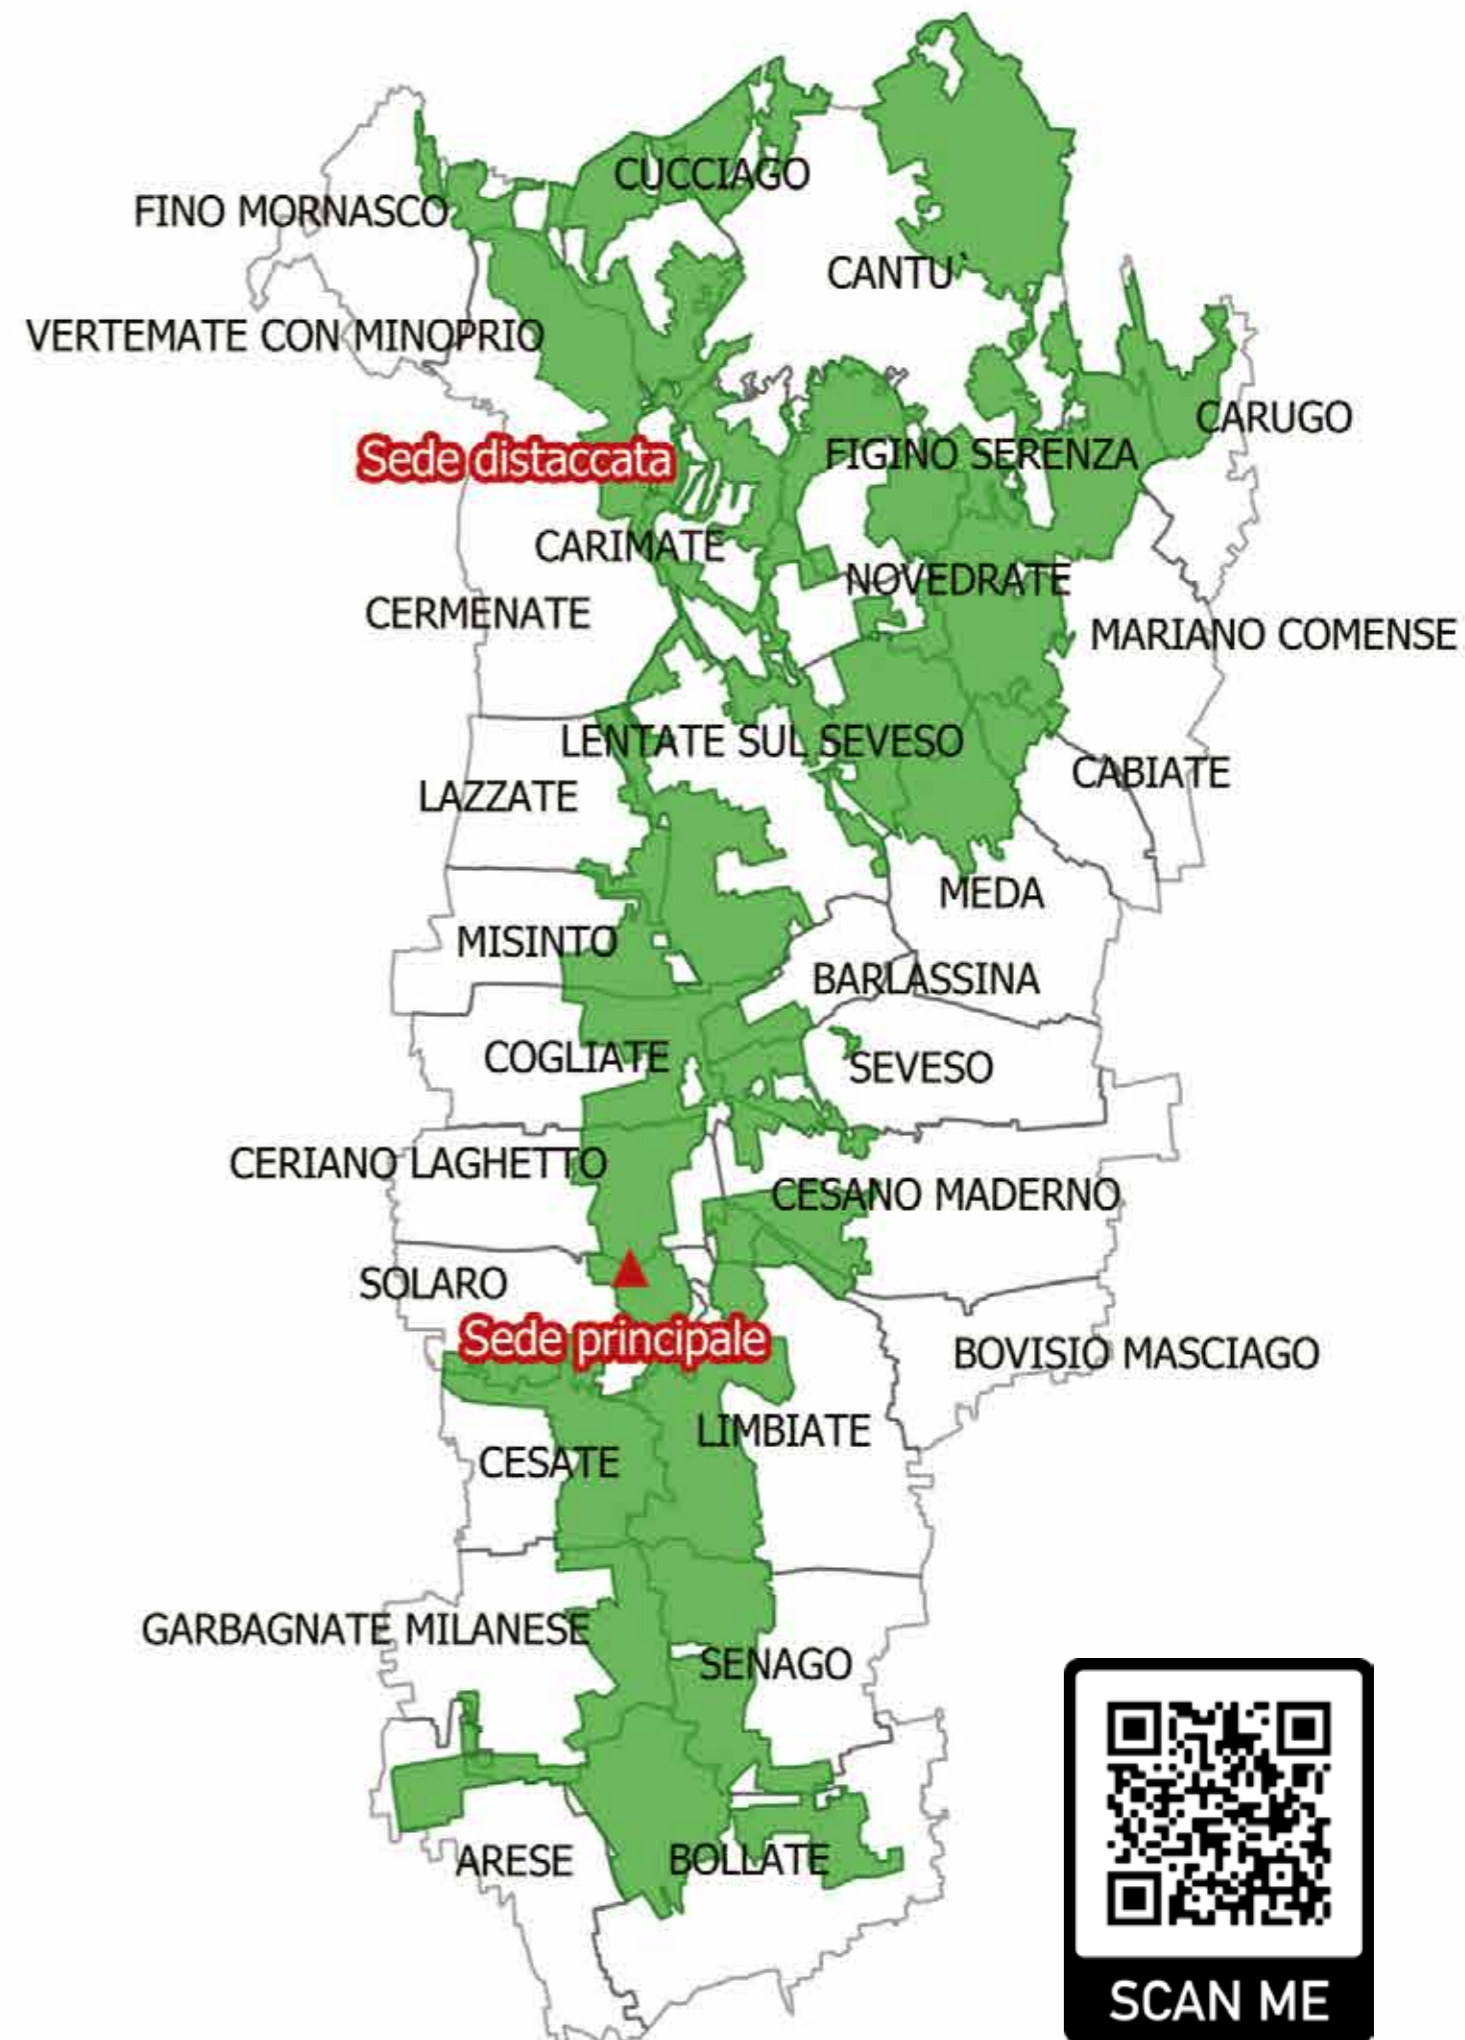 CUCCIAGO
FINO MORNASCO
CANTU`
VERTEMATE CON MINOPRIO
CARUGO
FIGINO SERENZA
Sede distaccata
CARIMATE
NOVEDRATE
CERMENATE
MARIANO COMENSE
LENTATE SUL SEVESO
CABIATE
LAZZATE
MEDA
MISINTO
BARLASSINA
COGLIATE
SEVESO
CERIANO LAGHETTO
CESANO MADERNO
SOLARO
Sede principale
BOVISIO MASCIAGO
LIMBIATE
CESATE
GARBAGNATE MILANESE
SENAGO
ARESE
BOLLATE
SCAN ME